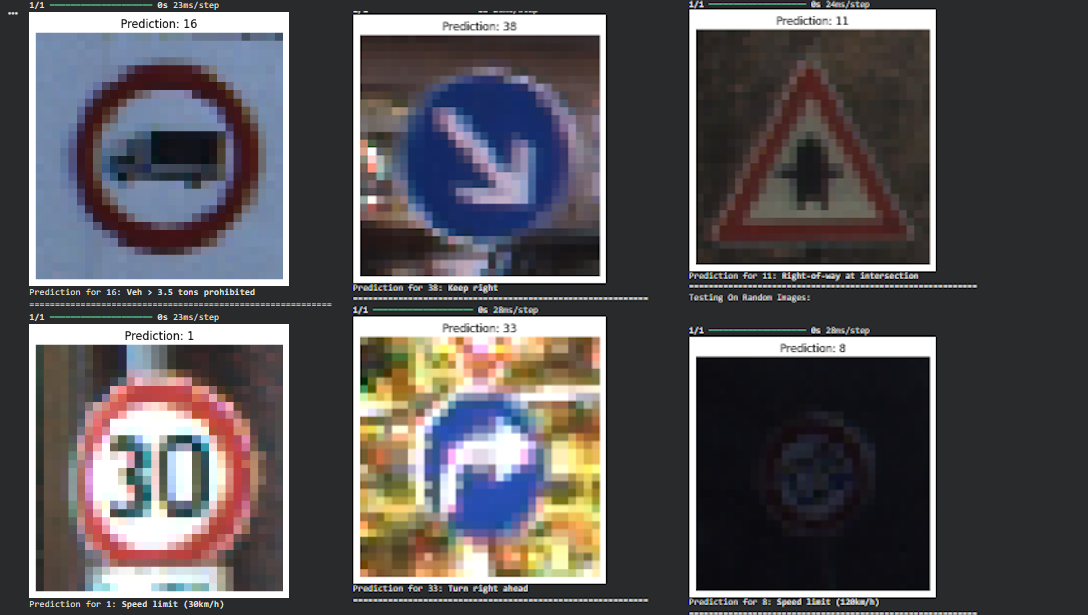 1/1 0s 23ms/step
Prediction: 16
Prediction for 16: Veh > 3.5 tons prohibited
1/1 0s 23ms/step
Prediction: 1
30
Prediction for 1: Speed limit (30km/h)
Prediction: 38
Prediction for 38: Keep right
1/1 0s 28ms/step
Prediction: 33
Prediction for 33: Turn right ahead
1/1 0s 24ms/step
Prediction: 11
Prediction for 11: Right-of-way at intersection
Testing On Random Images:
1/1 0s 28ms/step
Prediction: 8
Prediction for 8: Speed limit (120km/h)